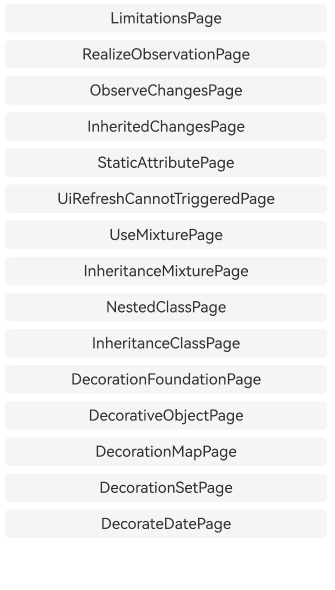 LimitationsPage
RealizeObservationPage
ObserveChangesPage
InheritedChangesPage
StaticAttributePage
UiRefreshCannotTriggeredPage
UseMixturePage
InheritanceMixturePage
NestedClassPage
InheritanceClassPage
DecorationFoundationPage
DecorativeObjectPage
DecorationMapPage
DecorationSetPage
DecorateDatePage